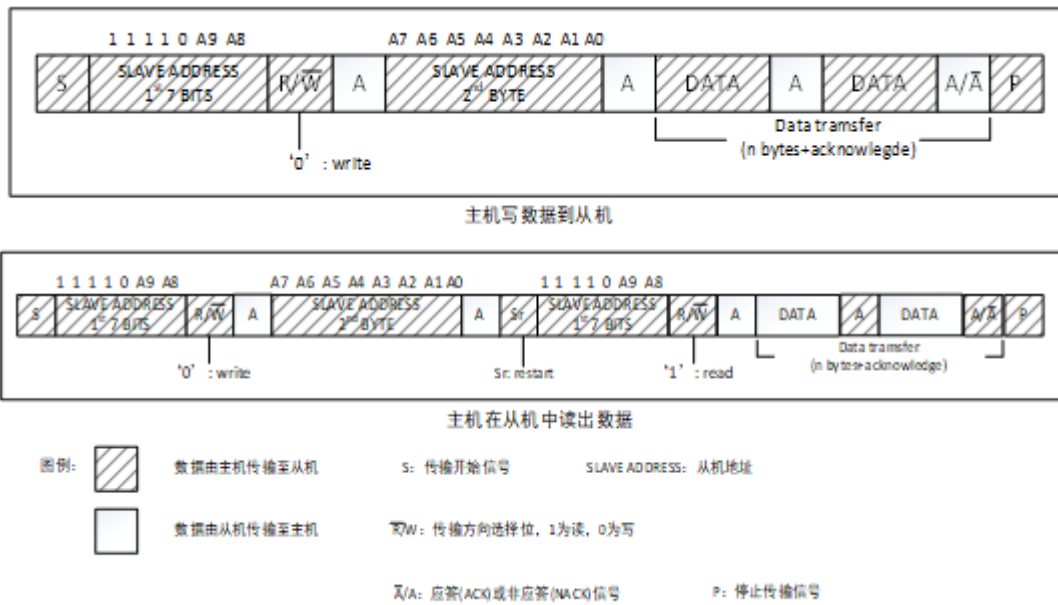 1 1 1 1 0 A9 A8 A7 A6 A5 A4 A3 A2 A1 A0
S SLAVE ADDRESS 1st 7 BITS R/W̅ A SLAVE ADDRESS 2nd BYTE A DATA A DATA A/A̅ P
'0' : write
Data tramsfer
(n bytes+acknowlegde)
主机写数据到从机
1 1 1 1 0 A9 A8 A7 A6 A5 A4 A3 A2 A1 A0 1 1 1 1 0 A9 A8
S SLAVE ADDRESS 1st 7 BITS R/W̅ A SLAVE ADDRESS 2nd BYTE A Sr SLAVE ADDRESS 1st 7 BITS R/W̅ A DATA A DATA A/A̅ P
'0' : write Sr: restart '1' : read
Data tramsfer
(n bytes+acknowledge)
主机在从机中读出数据
图例: 数据由主机传输至从机 S: 传输开始信号 SLAVE ADDRESS: 从机地址
数据由从机传输至主机 R̅/W: 传输方向选择位，1为读，0为写
A̅/A: 应答(ACK)或非应答(NACK)信号 P: 停止传输信号